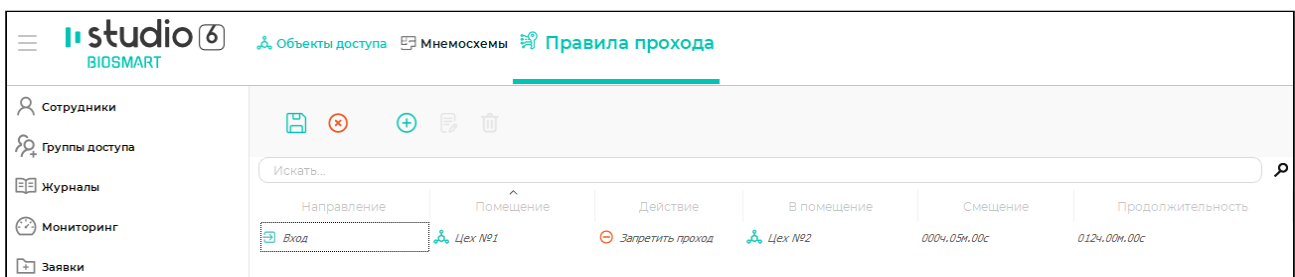 studio 6
BIOSMART
Объекты доступа Мнемосхемы Правила прохода
Сотрудники
Группы доступа
Журналы
Мониторинг
Заявки
Искать...
Направление Помещение Действие В помещение Смещение Продолжительность
Вход Цех №1 Запретить проход Цех №2 000ч.05м.00с 012ч.00м.00с